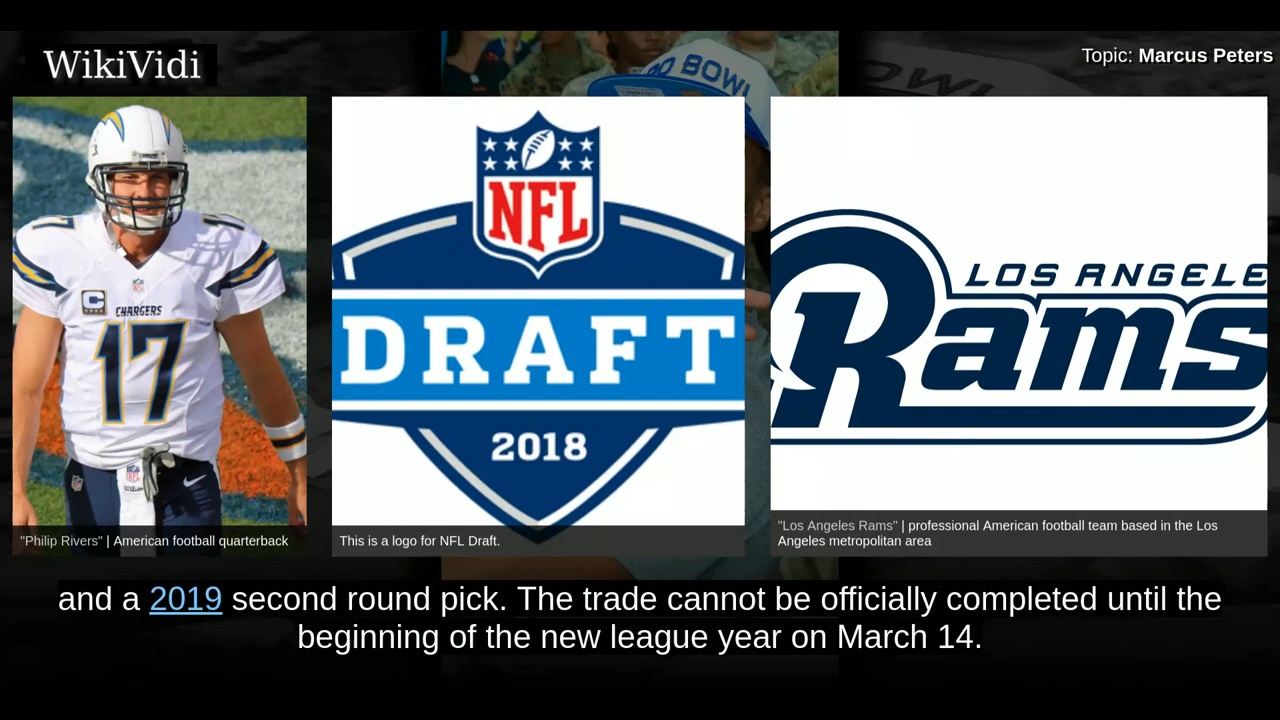 WikiVidi
Topic: Marcus Peters
BOWL
17
CHARGERS
C
17
NFL
DRAFT
2018
LOS ANGELE
Rams
"Philip Rivers" | American football quarterback
This is a logo for NFL Draft.
"Los Angeles Rams" | professional American football team based in the Los
Angeles metropolitan area
and a 2019 second round pick. The trade cannot be officially completed until the
beginning of the new league year on March 14.